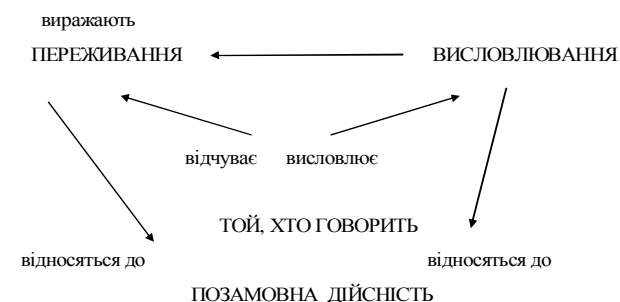 виражають
ПЕРЕЖИВАННЯ ВИСЛОВЛЮВАННЯ
відчуває висловлює
ТОЙ, ХТО ГОВОРИТЬ
відносяться до відносяться до
ПОЗАМОВНА ДІЙСНІСТЬ